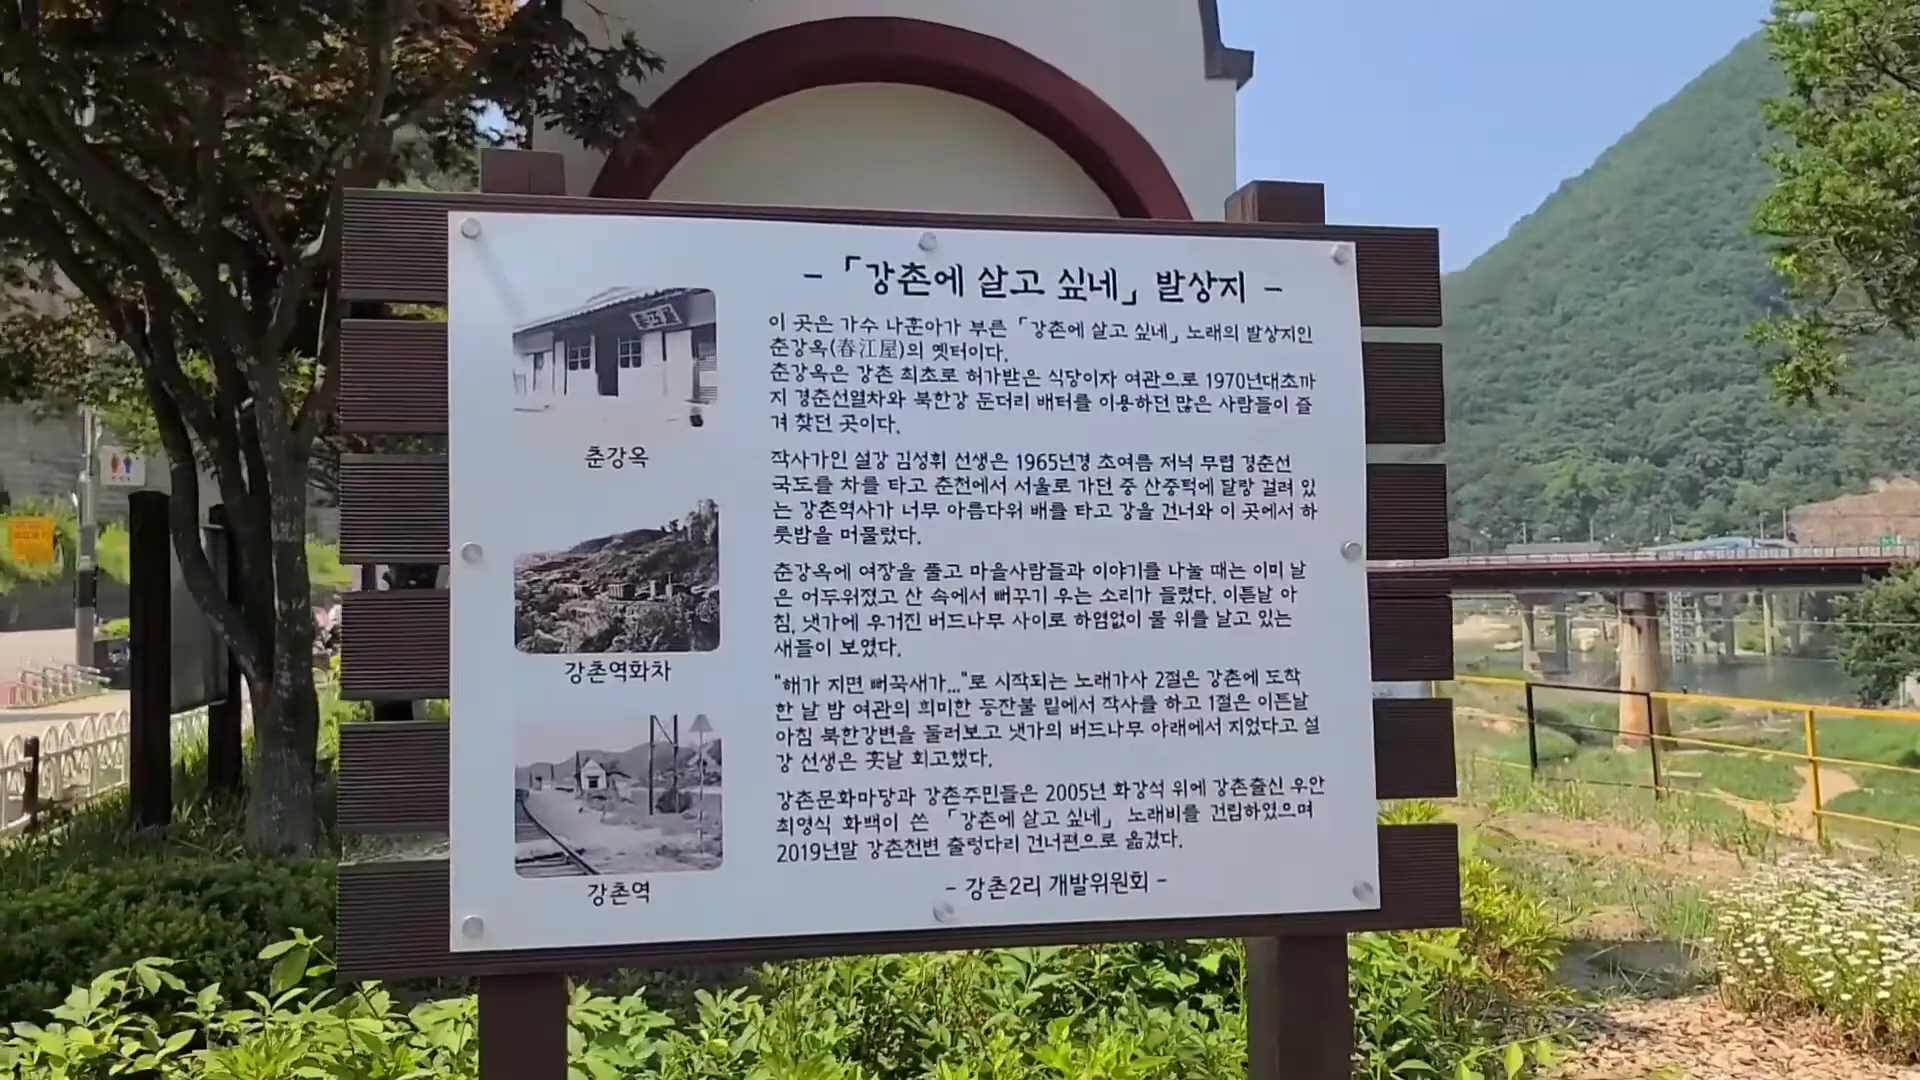 - 「강촌에 살고 싶네」 발상지 -
이 곳은 가수 나훈아가 부른 「강촌에 살고 싶네」 노래의 발상지인
춘강옥(春江屋)의 옛터이다.
춘강옥은 강촌 최초로 허가받은 식당이자 여관으로 1970년대초까
지 경춘선열차와 북한강 둔더리 배터를 이용하던 많은 사람들이 즐
겨 찾던 곳이다.
작사가인 설강 김성휘 선생은 1965년경 초여름 저녁 무렵 경춘선
국도를 차를 타고 춘천에서 서울로 가던 중 산중턱에 달랑 걸려 있
는 강촌역사가 너무 아름다워 배를 타고 강을 건너와 이 곳에서 하
룻밤을 머물렀다.
춘강옥에 여장을 풀고 마을사람들과 이야기를 나눌 때는 이미 날
은 어두워졌고 산 속에서 뻐꾸기 우는 소리가 들렸다. 이튿날 아
침, 냇가에 우거진 버드나무 사이로 하염없이 물 위를 날고 있는
새들이 보였다.
"해가 지면 뻐꾹새가..."로 시작되는 노래가사 2절은 강촌에 도착
한 날 밤 여관의 희미한 등잔불 밑에서 작사를 하고 1절은 이튿날
아침 북한강변을 둘러보고 냇가의 버드나무 아래에서 지었다고 설
강 선생은 훗날 회고했다.
강촌문화마당과 강촌주민들은 2005년 화강석 위에 강촌출신 우안
최영식 화백이 쓴 「강촌에 살고 싶네」 노래비를 건립하였으며
2019년말 강촌천변 출렁다리 건너편으로 옮겼다.
- 강촌2리 개발위원회 -
춘강옥
강촌역화차
강촌역